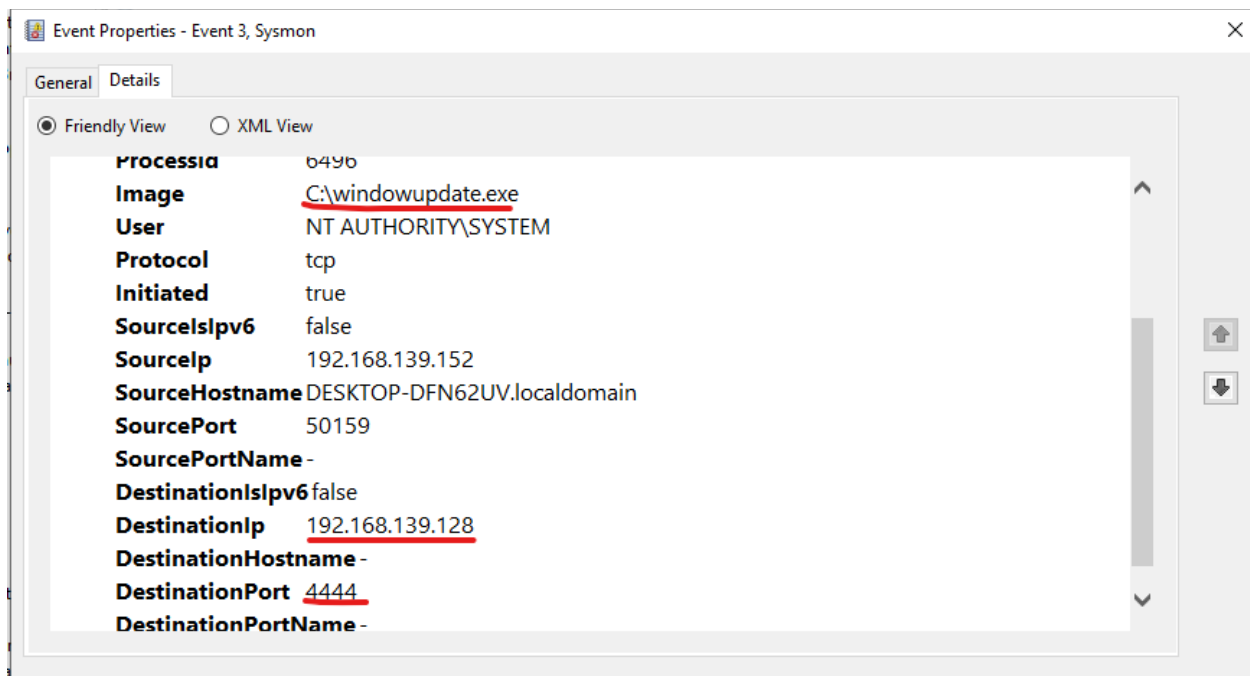 Event Properties - Event 3, Sysmon
General Details
Friendly View XML View
ProcessId 6496
Image C:\windowupdate.exe
User NT AUTHORITY\SYSTEM
Protocol tcp
Initiated true
SourceIsIpv6 false
SourceIp 192.168.139.152
SourceHostname DESKTOP-DFN62UV.localdomain
SourcePort 50159
SourcePortName -
DestinationIsIpv6 false
DestinationIp 192.168.139.128
DestinationHostname -
DestinationPort 4444
DestinationPortName -